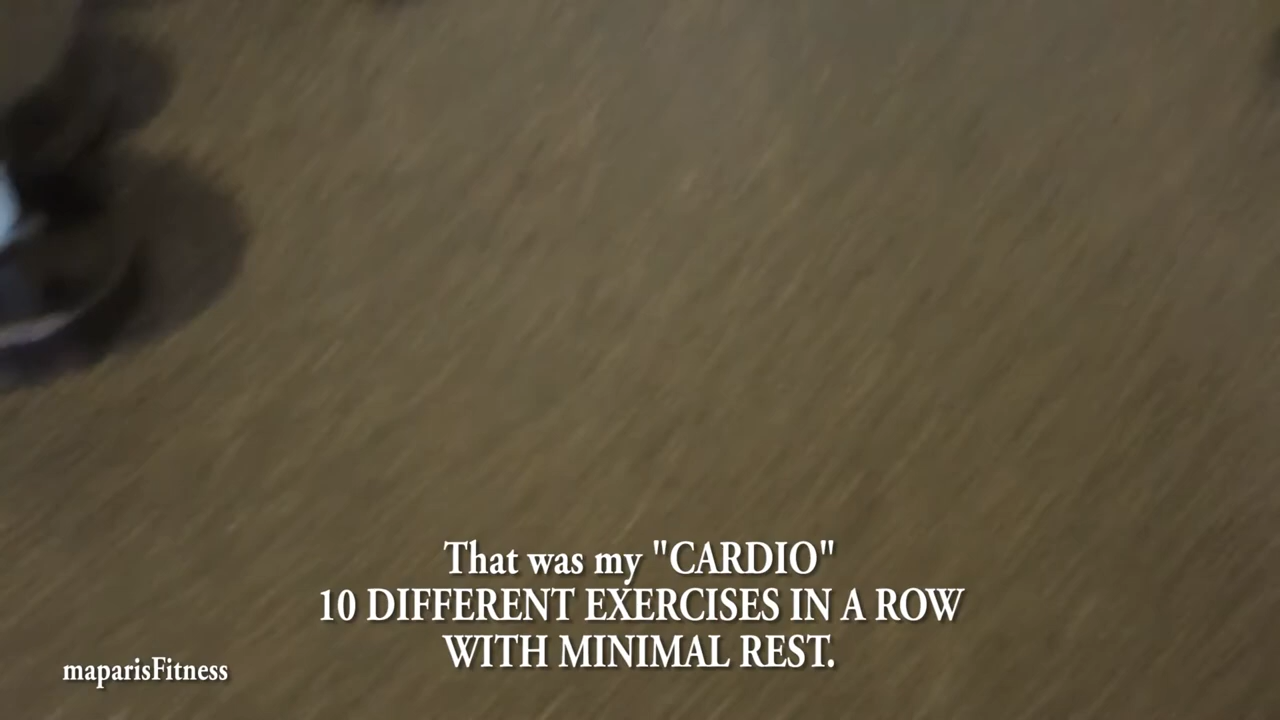 That was my "CARDIO"
10 DIFFERENT EXERCISES IN A ROW
WITH MINIMAL REST.
maparisFitness